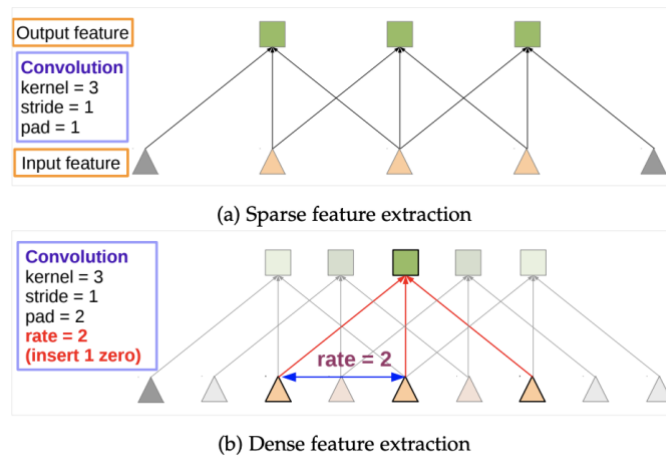 Output feature
Convolution
kernel = 3
stride = 1
pad = 1
Input feature
(a) Sparse feature extraction
Convolution
kernel = 3
stride = 1
pad = 2
rate = 2
(insert 1 zero)
rate = 2
(b) Dense feature extraction